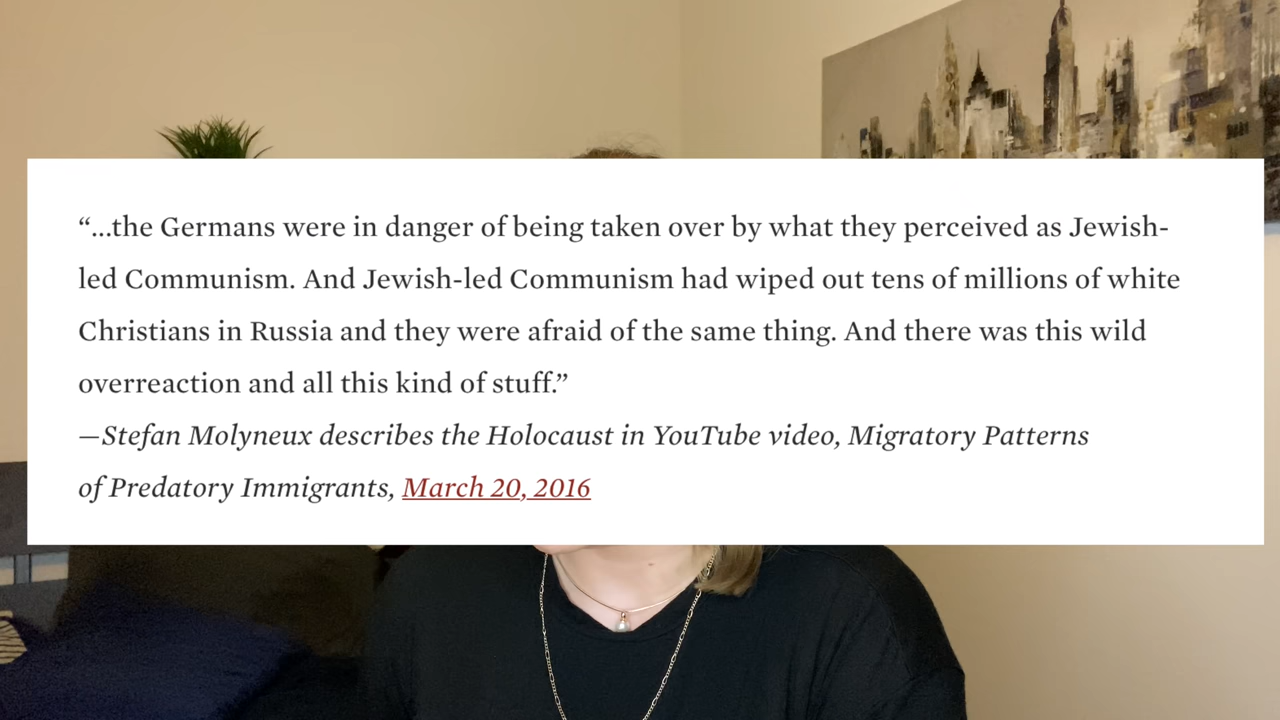 “...the Germans were in danger of being taken over by what they perceived as Jewish-
led Communism. And Jewish-led Communism had wiped out tens of millions of white
Christians in Russia and they were afraid of the same thing. And there was this wild
overreaction and all this kind of stuff.”
—Stefan Molyneux describes the Holocaust in YouTube video, Migratory Patterns
of Predatory Immigrants, March 20, 2016